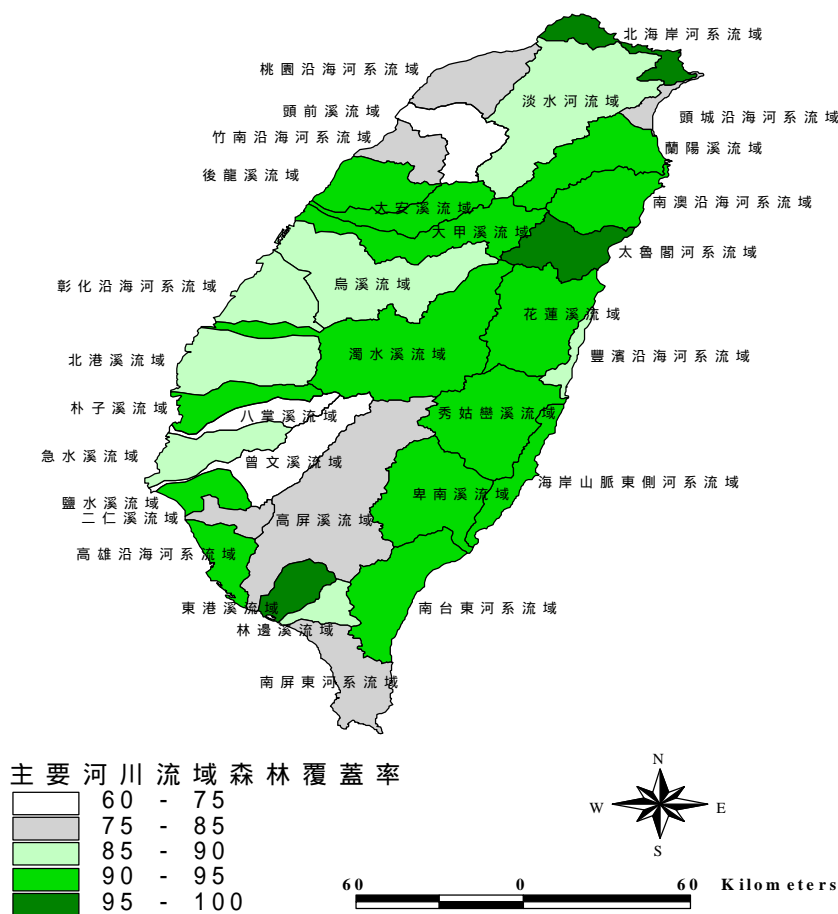 北海岸河系流域
桃園沿海河系流域
淡水河流域
頭前溪流域
頭城沿海河系流域
竹南沿海河系流域
蘭陽溪流域
後龍溪流域
南澳沿海河系流域
大安溪流域
大甲溪流域
太魯閣河系流域
彰化沿海河系流域
烏溪流域
花蓮溪流域
北港溪流域
濁水溪流域
豐濱沿海河系流域
朴子溪流域
八掌溪流域
秀姑巒溪流域
急水溪流域
曾文溪流域
海岸山脈東側河系流域
鹽水溪流域
卑南溪流域
二仁溪流域
高屏溪流域
高雄沿海河系流域
東港溪流域
南台東河系流域
林邊溪流域
南屏東河系流域
主要河川流域森林覆蓋率
60 - 75
75 - 85
85 - 90
90 - 95
95 - 100
N
W E
S
60 0 60 Kilometers